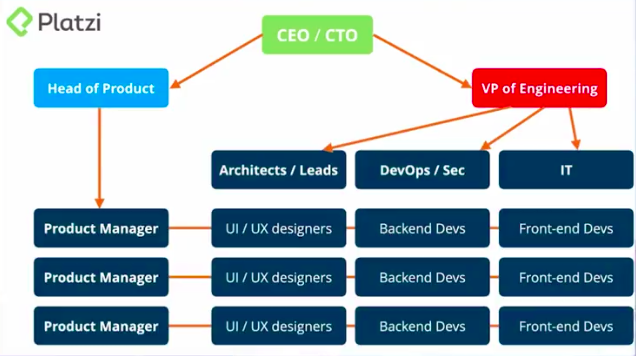 Platzi
CEO / CTO
Head of Product
VP of Engineering
Architects / Leads
DevOps / Sec
IT
Product Manager
UI / UX designers
Backend Devs
Front-end Devs
Product Manager
UI / UX designers
Backend Devs
Front-end Devs
Product Manager
UI / UX designers
Backend Devs
Front-end Devs